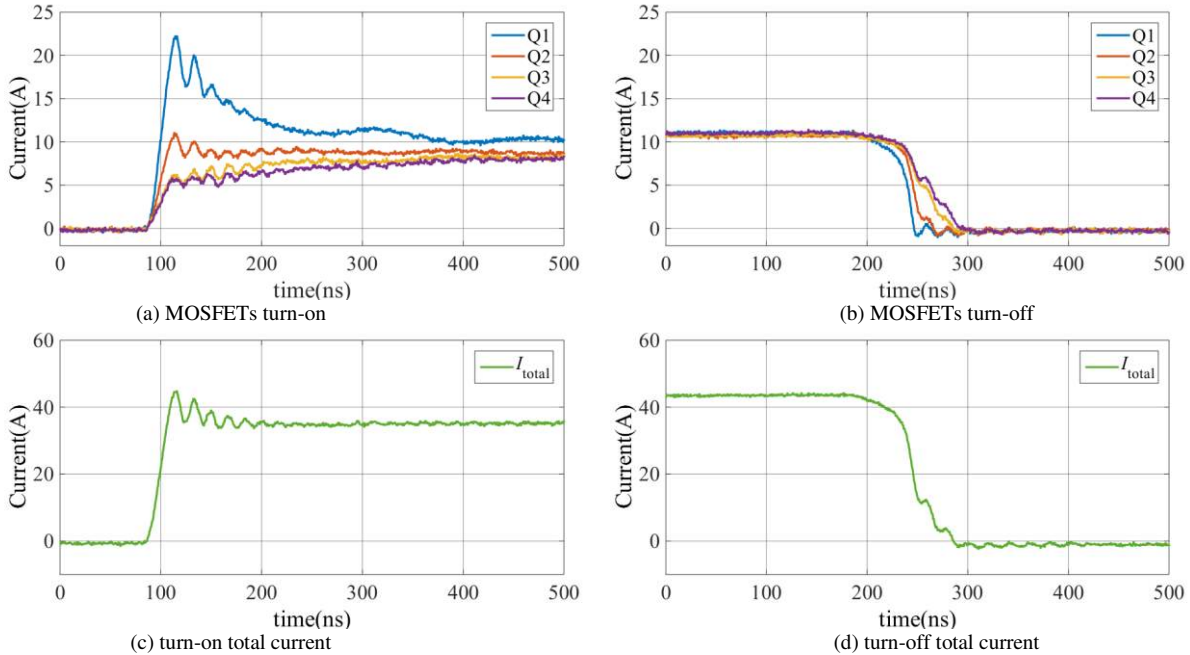 25
20
15
10
5
0
Current(A)
Q1
Q2
Q3
Q4
0 100 200 300 400 500
time(ns)
(a) MOSFETs turn-on
25
20
15
10
5
0
Current(A)
Q1
Q2
Q3
Q4
0 100 200 300 400 500
time(ns)
(b) MOSFETs turn-off
60
40
20
0
Current(A)
I_total
0 100 200 300 400 500
time(ns)
(c) turn-on total current
60
40
20
0
Current(A)
I_total
0 100 200 300 400 500
time(ns)
(d) turn-off total current